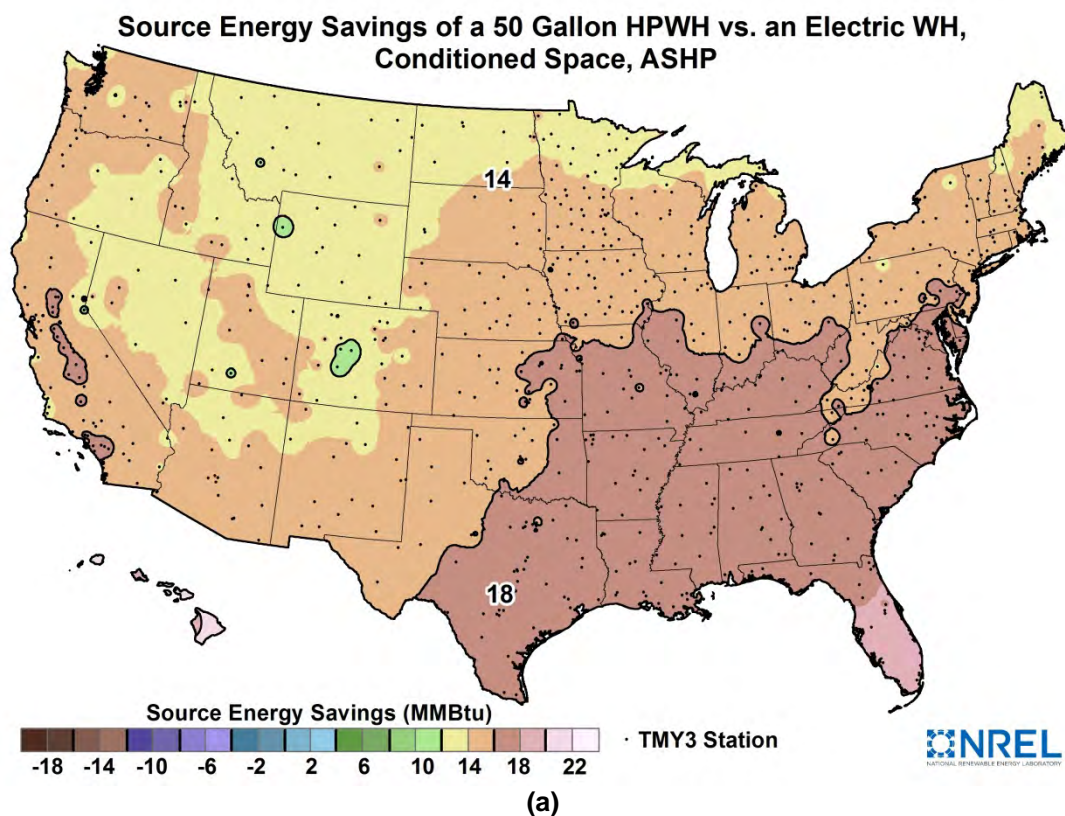 Source Energy Savings of a 50 Gallon HPWH vs. an Electric WH,
Conditioned Space, ASHP
14
18
Source Energy Savings (MMBtu)
-18 -14 -10 -6 -2 2 6 10 14 18 22
· TMY3 Station
NREL
NATIONAL RENEWABLE ENERGY LABORATORY
(a)